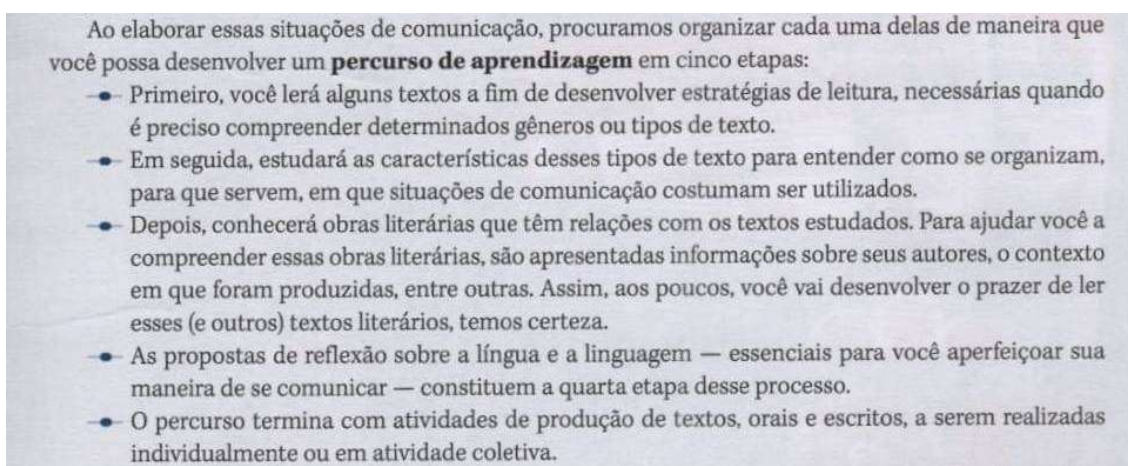 Ao elaborar essas situações de comunicação, procuramos organizar cada uma delas de maneira que
você possa desenvolver um percurso de aprendizagem em cinco etapas:
Primeiro, você lerá alguns textos a fim de desenvolver estratégias de leitura, necessárias quando
é preciso compreender determinados gêneros ou tipos de texto.
Em seguida, estudará as características desses tipos de texto para entender como se organizam,
para que servem, em que situações de comunicação costumam ser utilizados.
Depois, conhecerá obras literárias que têm relações com os textos estudados. Para ajudar você a
compreender essas obras literárias, são apresentadas informações sobre seus autores, o contexto
em que foram produzidas, entre outras. Assim, aos poucos, você vai desenvolver o prazer de ler
esses (e outros) textos literários, temos certeza.
As propostas de reflexão sobre a língua e a linguagem — essenciais para você aperfeiçoar sua
maneira de se comunicar — constituem a quarta etapa desse processo.
O percurso termina com atividades de produção de textos, orais e escritos, a serem realizadas
individualmente ou em atividade coletiva.